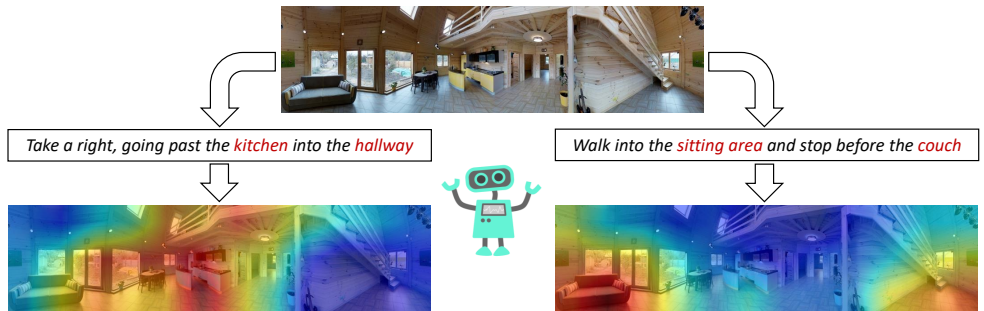 Take a right, going past the kitchen into the hallway
Walk into the sitting area and stop before the couch